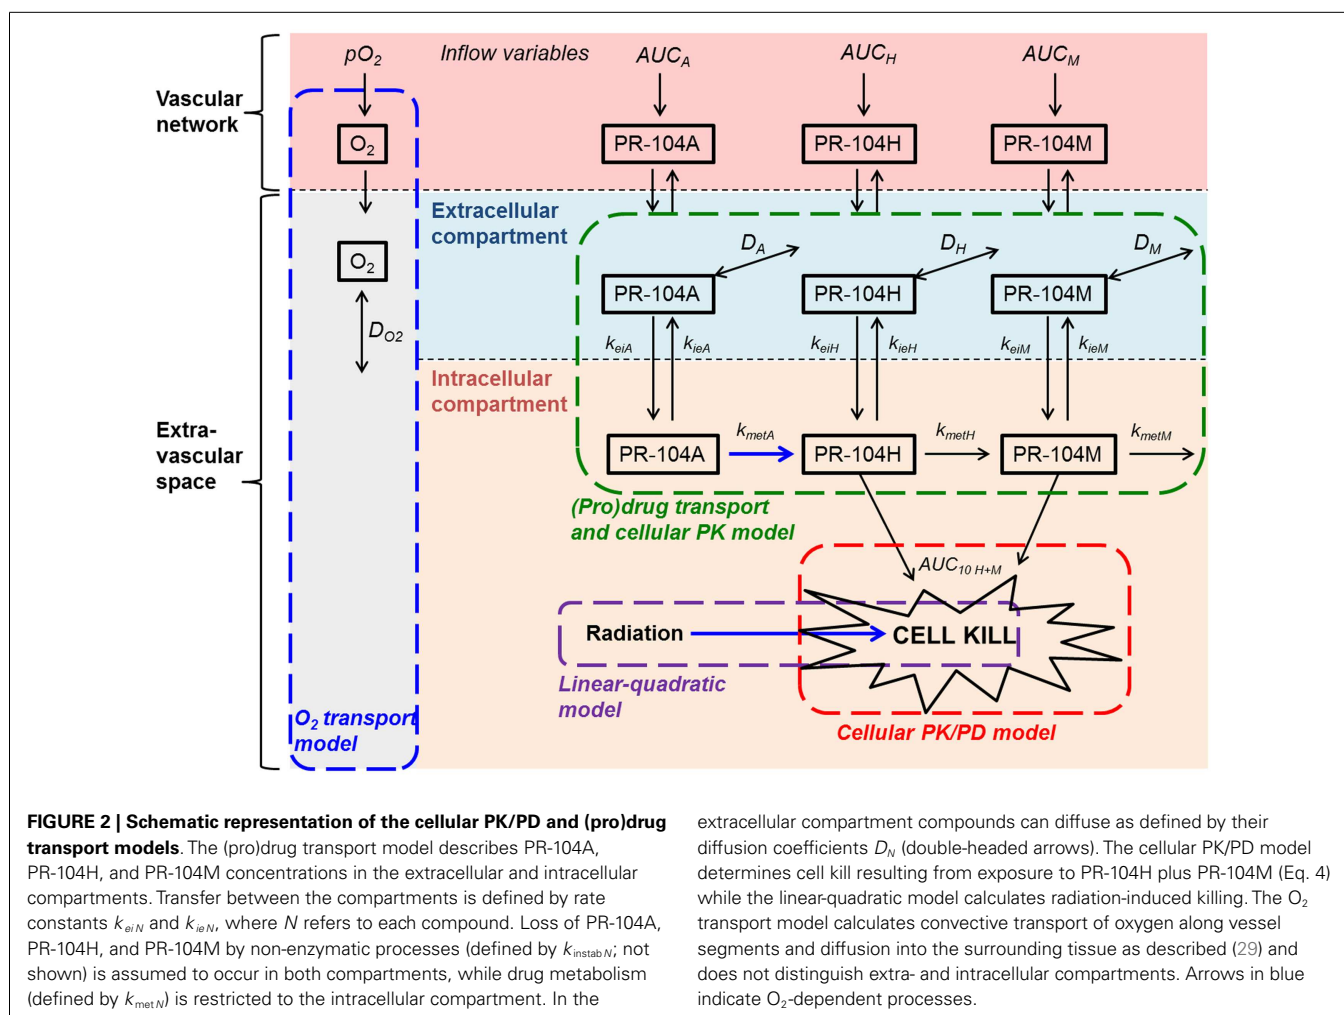 pO2
Inflow variables
AUCA
AUCH
AUCM
Vascular
network
O2
PR-104A
PR-104H
PR-104M
Extracellular
compartment
O2
DA
DH
DM
PR-104A
PR-104H
PR-104M
DO2
keiA
kieA
keiH
kieH
keiM
kieM
Intracellular
compartment
Extra-
vascular
space
kmetA
kmetH
kmetM
PR-104A
PR-104H
PR-104M
(Pro)drug transport
and cellular PK model
AUC10 H+M
Radiation
CELL KILL
Linear-quadratic
model
O2 transport
model
Cellular PK/PD model
FIGURE 2 | Schematic representation of the cellular PK/PD and (pro)drug
transport models. The (pro)drug transport model describes PR-104A,
PR-104H, and PR-104M concentrations in the extracellular and intracellular
compartments. Transfer between the compartments is defined by rate
constants keiN and kieN, where N refers to each compound. Loss of PR-104A,
PR-104H, and PR-104M by non-enzymatic processes (defined by kinstabN; not
shown) is assumed to occur in both compartments, while drug metabolism
(defined by kmetN) is restricted to the intracellular compartment. In the
extracellular compartment compounds can diffuse as defined by their
diffusion coefficients DN (double-headed arrows). The cellular PK/PD model
determines cell kill resulting from exposure to PR-104H plus PR-104M (Eq. 4)
while the linear-quadratic model calculates radiation-induced killing. The O2
transport model calculates convective transport of oxygen along vessel
segments and diffusion into the surrounding tissue as described (29) and
does not distinguish extra- and intracellular compartments. Arrows in blue
indicate O2-dependent processes.